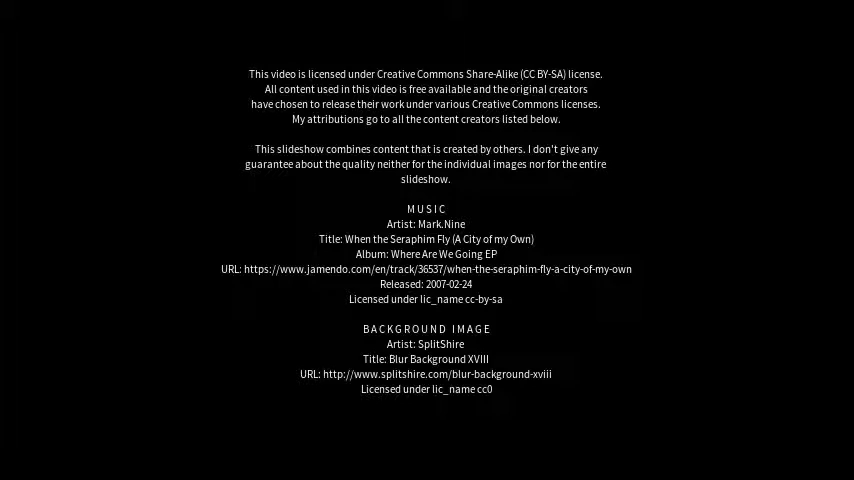 This video is licensed under Creative Commons Share-Alike (CC BY-SA) license.
All content used in this video is free available and the original creators
have chosen to release their work under various Creative Commons licenses.
My attributions go to all the content creators listed below.
This slideshow combines content that is created by others. I don't give any
guarantee about the quality neither for the individual images nor for the entire
slideshow.
MUSIC
Artist: Mark.Nine
Title: When the Seraphim Fly (A City of my Own)
Album: Where Are We Going EP
URL: https://www.jamendo.com/en/track/36537/when-the-seraphim-fly-a-city-of-my-own
Released: 2007-02-24
Licensed under lic_name cc-by-sa
BACKGROUND IMAGE
Artist: SplitShire
Title: Blur Background XVIII
URL: http://www.splitshire.com/blur-background-xviii
Licensed under lic_name cc0